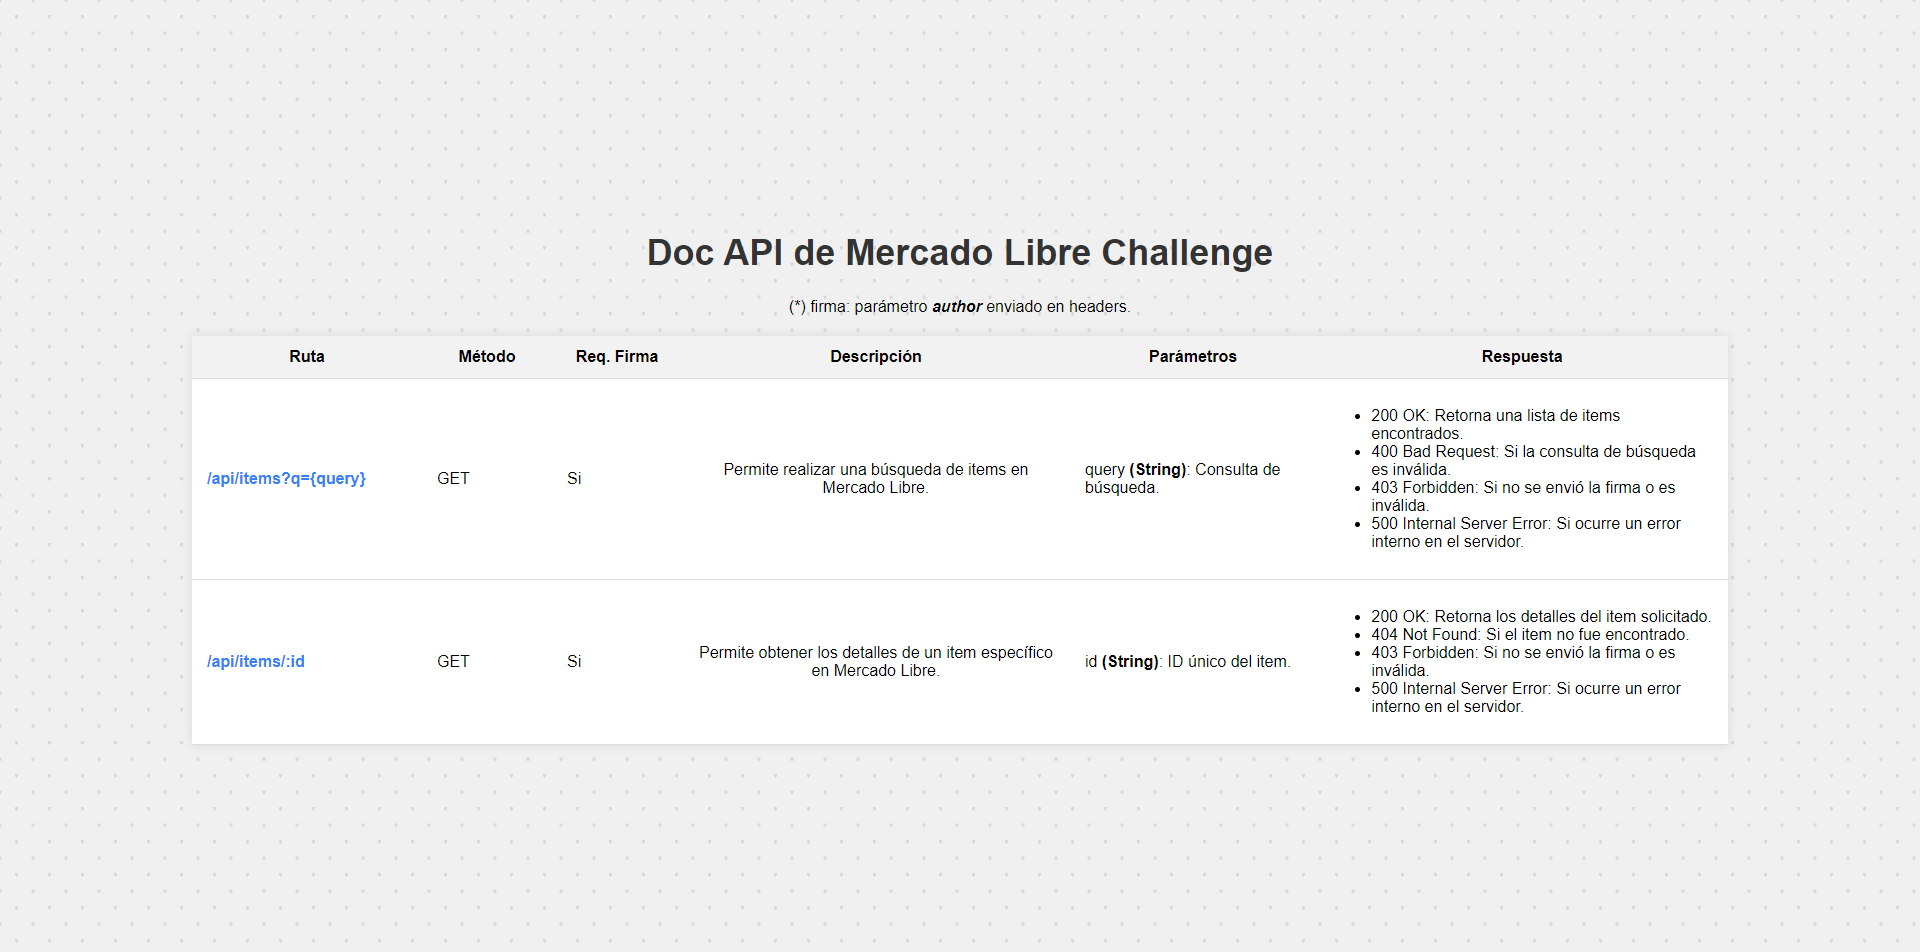 Doc API de Mercado Libre Challenge
(*) firma: parámetro author enviado en headers.
Ruta Método Req. Firma Descripción Parámetros Respuesta
/api/items?q={query}
GET
Si
Permite realizar una búsqueda de items en
Mercado Libre.
query (String): Consulta de
búsqueda.
• 200 OK: Retorna una lista de items
encontrados.
• 400 Bad Request: Si la consulta de búsqueda
es inválida.
• 403 Forbidden: Si no se envió la firma o es
inválida.
• 500 Internal Server Error: Si ocurre un error
interno en el servidor.
/api/items/:id
GET
Si
Permite obtener los detalles de un item específico
en Mercado Libre.
id (String): ID único del item.
• 200 OK: Retorna los detalles del item solicitado.
• 404 Not Found: Si el item no fue encontrado.
• 403 Forbidden: Si no se envió la firma o es
inválida.
• 500 Internal Server Error: Si ocurre un error
interno en el servidor.